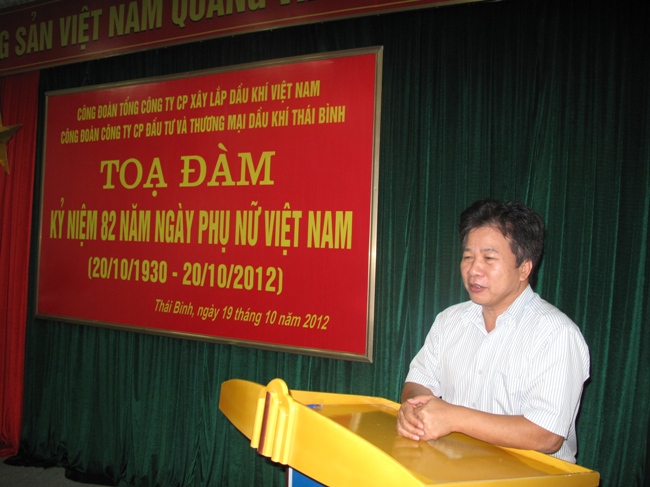 NG SẢN VIỆT NAM QUANG
CÔNG ĐOÀN TỔNG CÔNG TY CP XÂY LẮP DẦU KHÍ VIỆT NAM
CÔNG ĐOÀN CÔNG TY CP ĐẦU TƯ VÀ THƯƠNG MẠI DẦU KHÍ THÁI BÌNH
TOẠ ĐÀM
KỶ NIỆM 82 NĂM NGÀY PHỤ NỮ VIỆT NAM
(20/10/1930 - 20/10/2012)
Thái Bình, ngày 19 tháng 10 năm 2012